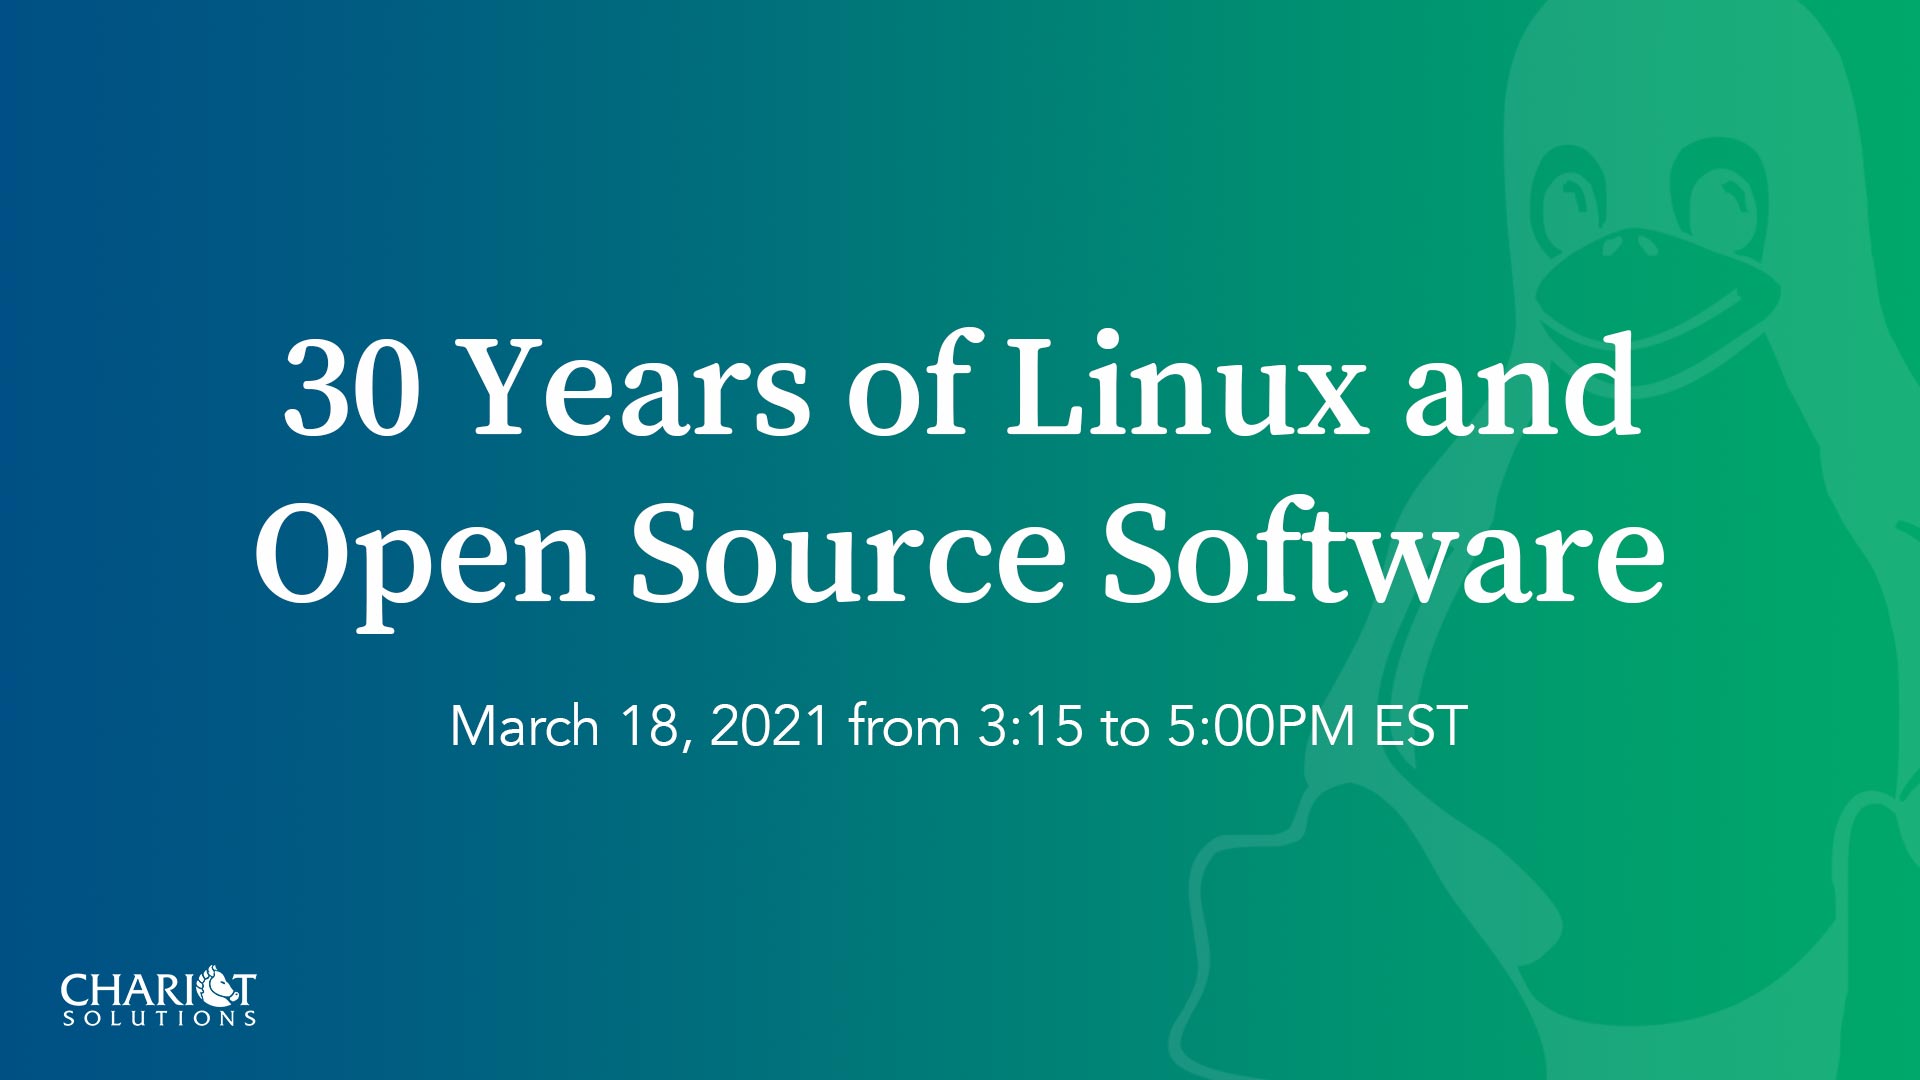 30 Years of Linux and
Open Source Software
March 18, 2021 from 3:15 to 5:00PM EST
CHARIOT
SOLUTIONS